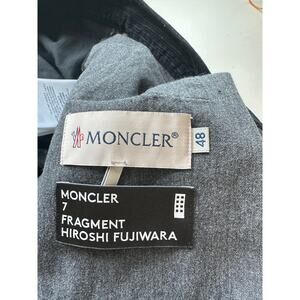 MONCLER®
48
MONCLER
7
FRAGMENT
HIROSHI FUJIWARA